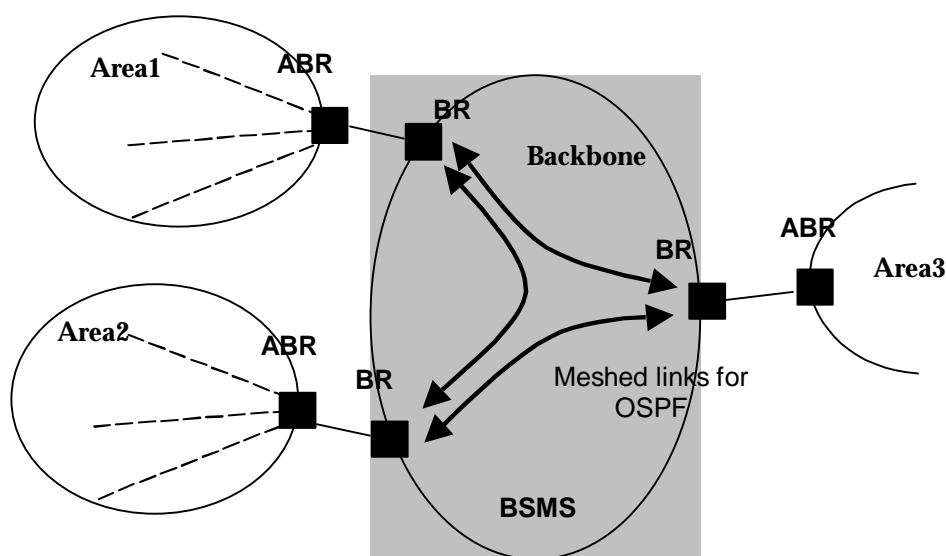 Area1
ABR
BR
Backbone
BR
ABR
Area3
Area2
ABR
BR
Meshed links for
OSPF
BSMS